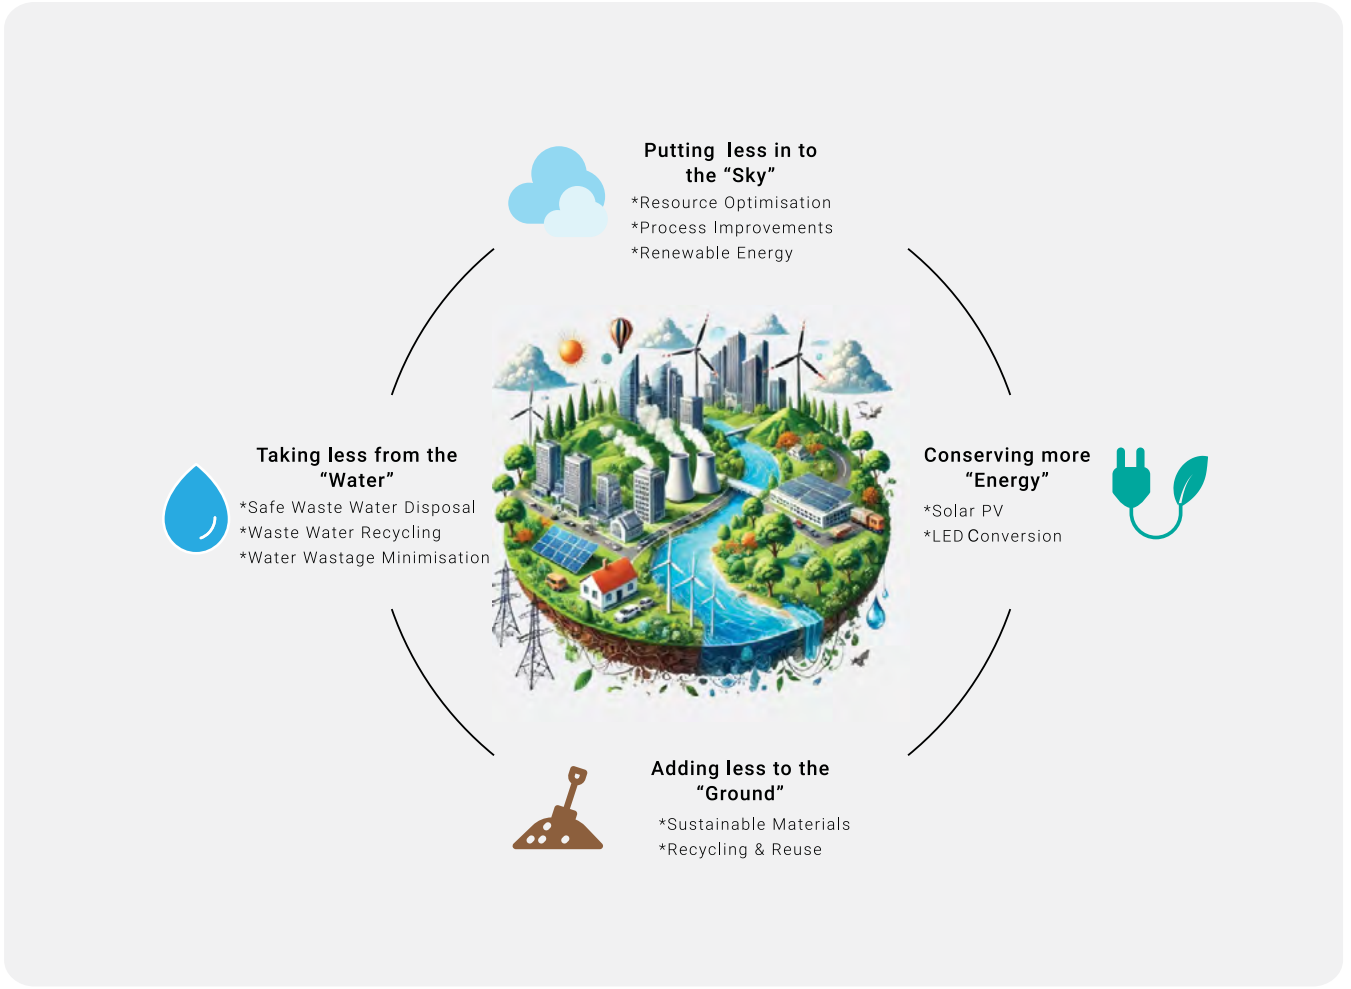 Putting less in to
the “Sky”
*Resource Optimisation
*Process Improvements
*Renewable Energy
Taking less from the
“Water”
*Safe Waste Water Disposal
*Waste Water Recycling
*Water Wastage Minimisation
Conserving more
“Energy”
*Solar PV
*LED Conversion
Adding less to the
“Ground”
*Sustainable Materials
*Recycling & Reuse